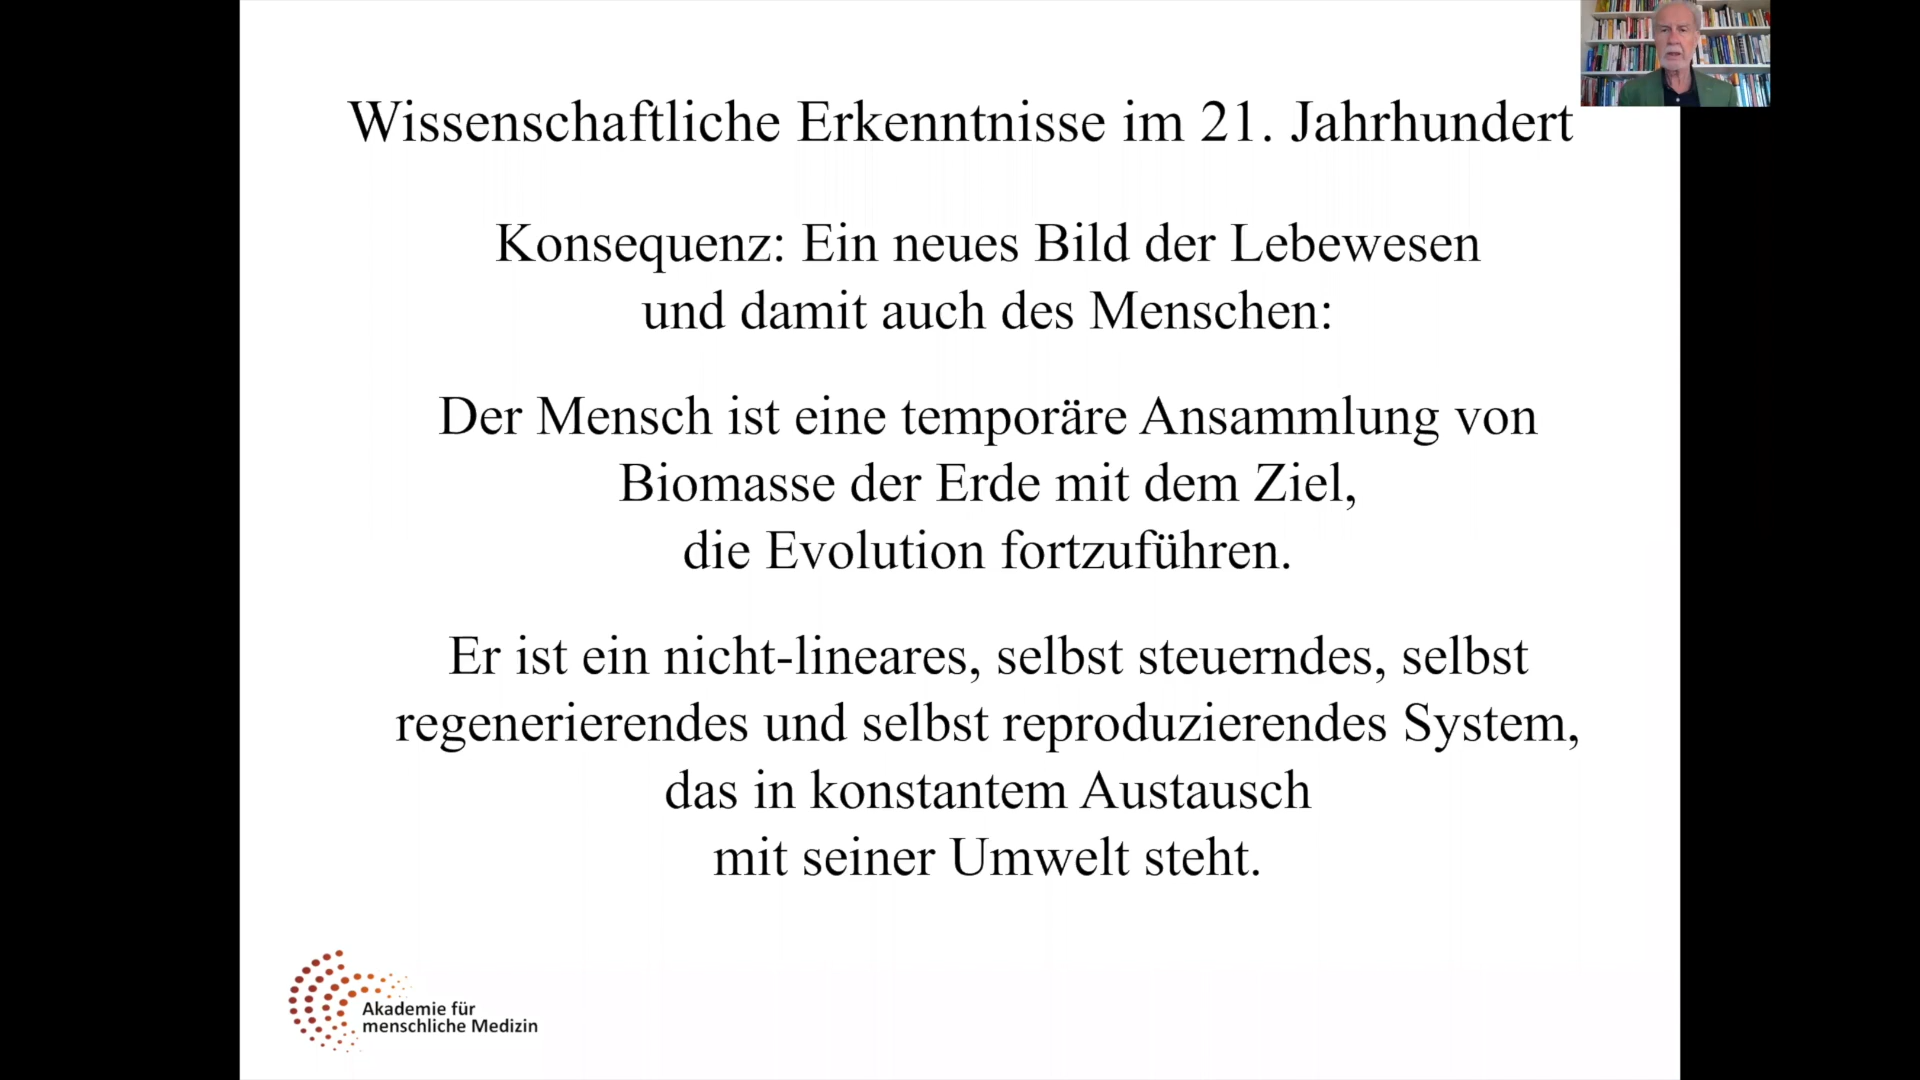 Wissenschaftliche Erkenntnisse im 21. Jahrhundert
Konsequenz: Ein neues Bild der Lebewesen
und damit auch des Menschen:
Der Mensch ist eine temporäre Ansammlung von
Biomasse der Erde mit dem Ziel,
die Evolution fortzuführen.
Er ist ein nicht-lineares, selbst steuerndes, selbst
regenerierendes und selbst reproduzierendes System,
das in konstantem Austausch
mit seiner Umwelt steht.
Akademie für
menschliche Medizin